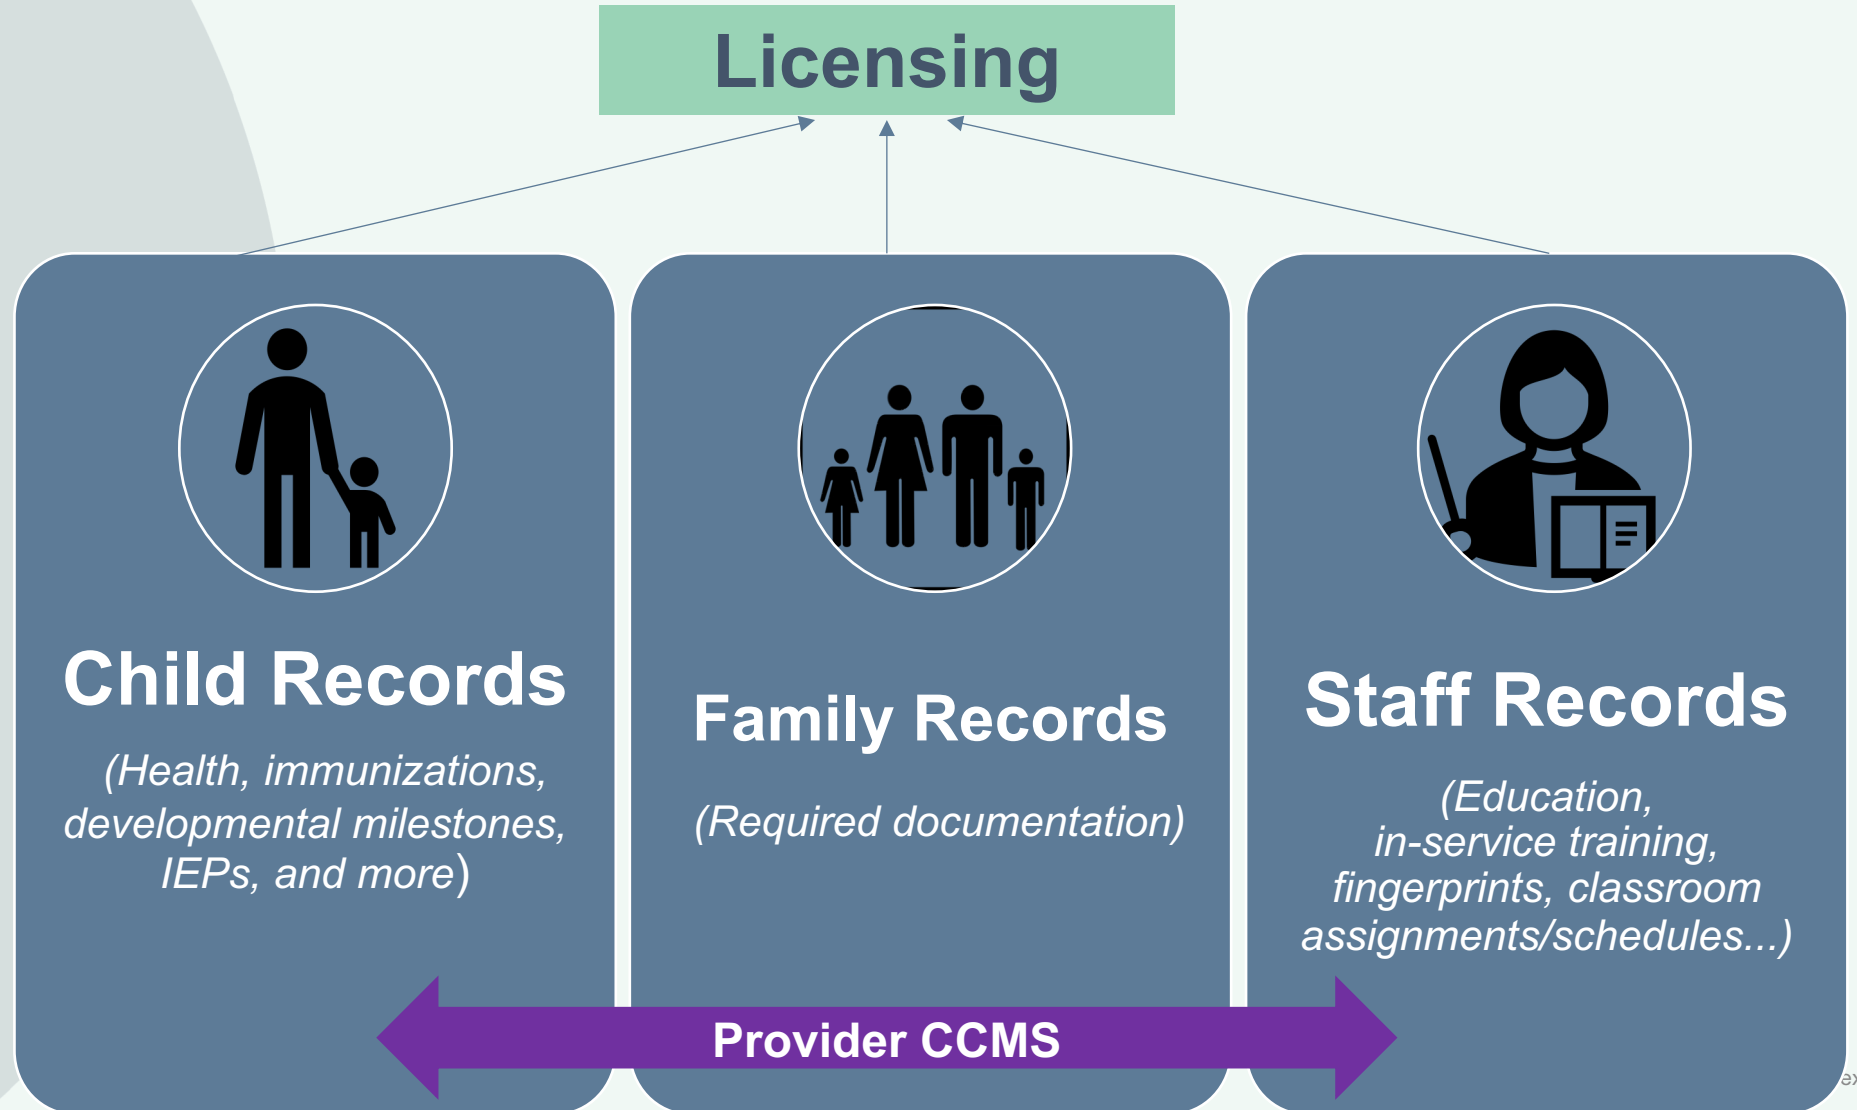 Licensing
Child Records
(Health, immunizations,
developmental milestones,
IEPs, and more)
Family Records
(Required documentation)
Staff Records
(Education,
in-service training,
fingerprints, classroom
assignments/schedules...)
Provider CCMS